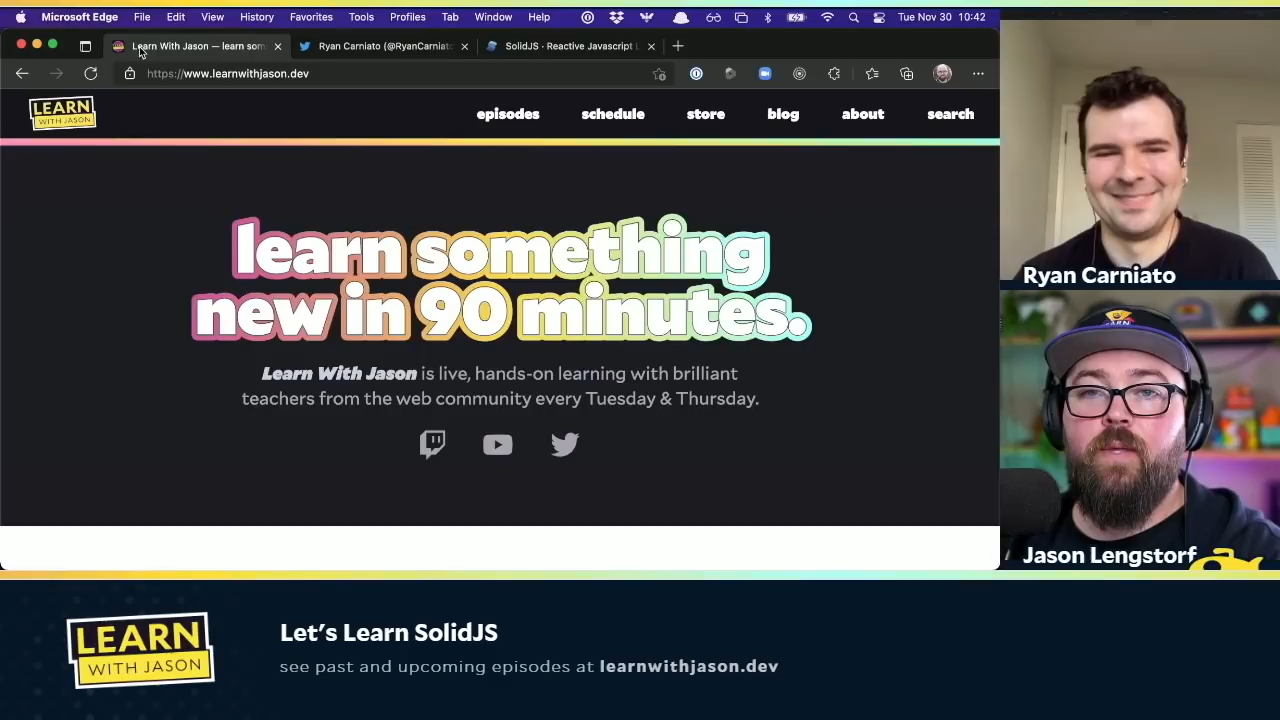 Microsoft Edge File Edit View History Favorites Tools Profiles Tab Window Help Tue Nov 30 10:42
Learn With Jason — learn som Ryan Carniato (@RyanCarniato SolidJS · Reactive Javascript L
https://www.learnwithjason.dev
LEARN
WITH JASON
episodes schedule store blog about search
learn something
new in 90 minutes.
Learn With Jason is live, hands-on learning with brilliant
teachers from the web community every Tuesday & Thursday.
Ryan Carniato
LEARN
Jason Lengstorf
LEARN
WITH JASON
Let's Learn SolidJS
see past and upcoming episodes at learnwithjason.dev